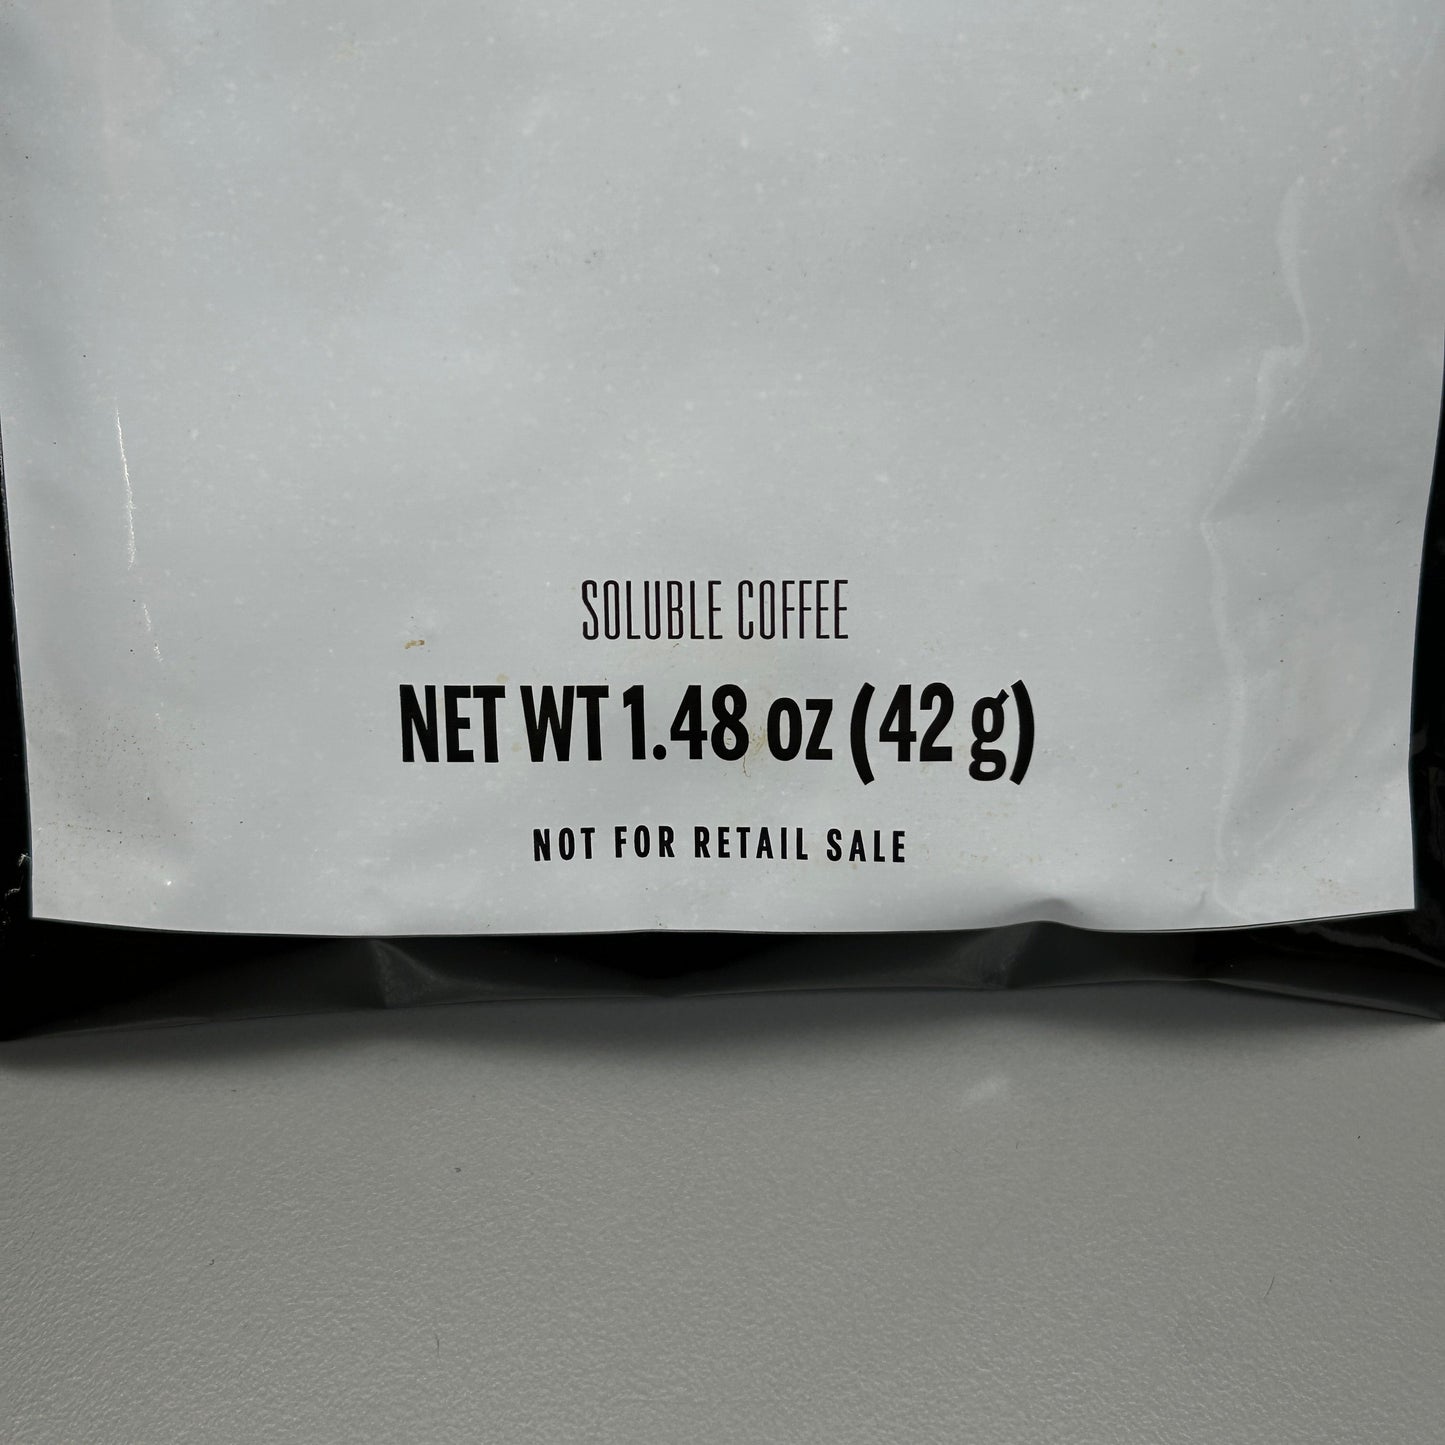 SOLUBLE COFFEE
NET WT 1.48 oz (42 g)
NOT FOR RETAIL SALE